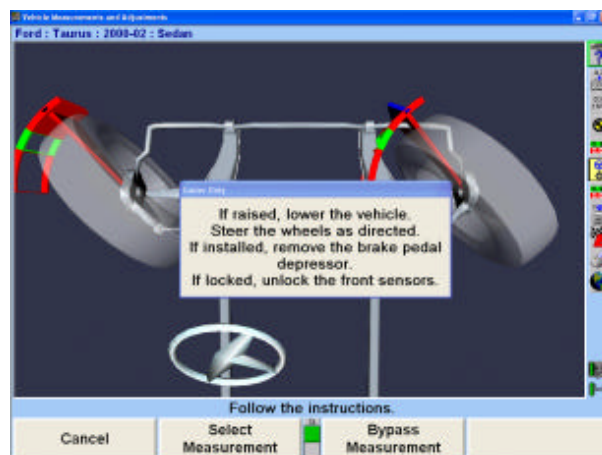 Vehicle Measurements and Adjustments
Ford : Taurus : 2000-02 : Sedan
If raised, lower the vehicle.
Steer the wheels as directed.
If installed, remove the brake pedal
depressor.
If locked, unlock the front sensors.
Follow the instructions.
Cancel
Select
Measurement
Bypass
Measurement